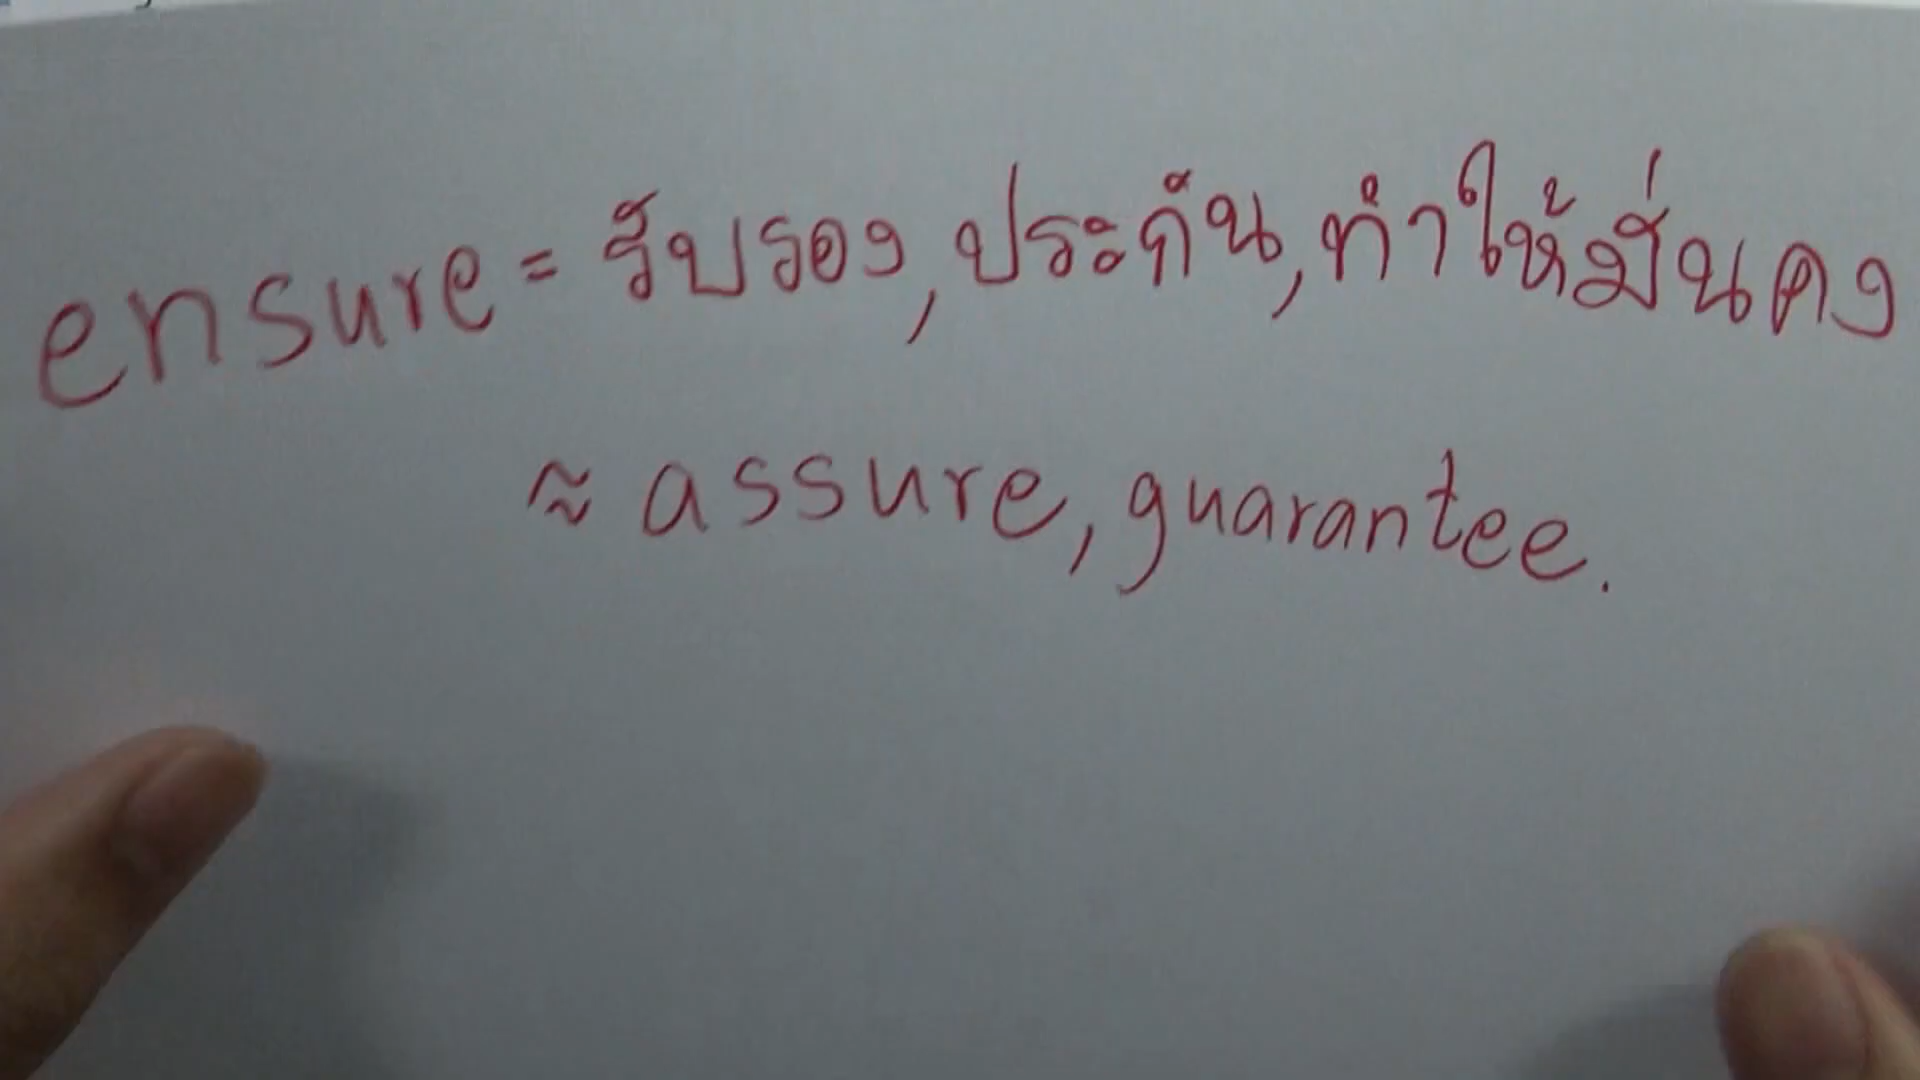 ensure = รับรอง, ประกัน, ทำให้มั่นคง
≈ assure, guarantee.